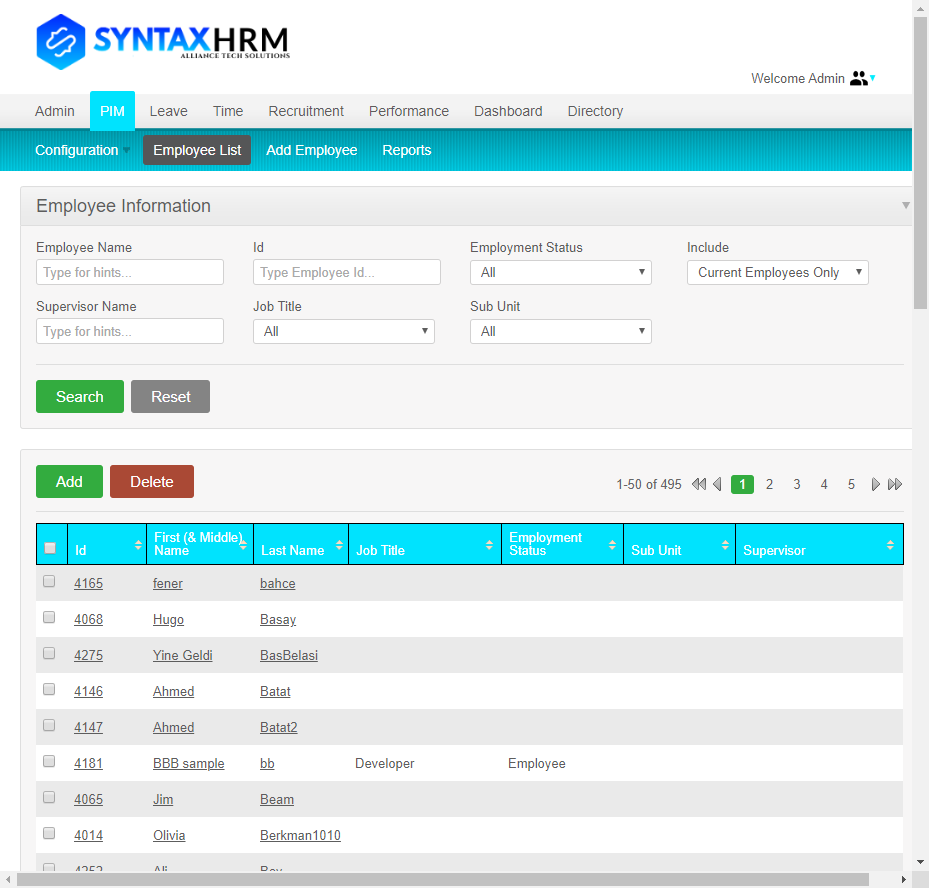 SYNTAXHRM
ALLIANCE TECH SOLUTIONS
Welcome Admin
Admin PIM Leave Time Recruitment Performance Dashboard Directory
Configuration Employee List Add Employee Reports
Employee Information
Employee Name Id Employment Status Include
Type for hints... Type Employee Id... All Current Employees Only
Supervisor Name Job Title Sub Unit
Type for hints... All All
Search Reset
Add Delete 1-50 of 495 1 2 3 4 5
Id First (& Middle) Name Last Name Job Title Employment Status Sub Unit Supervisor
4165 fener bahce
4068 Hugo Basay
4275 Yine Geldi BasBelasi
4146 Ahmed Batat
4147 Ahmed Batat2
4181 BBB sample bb Developer Employee
4065 Jim Beam
4014 Olivia Berkman1010